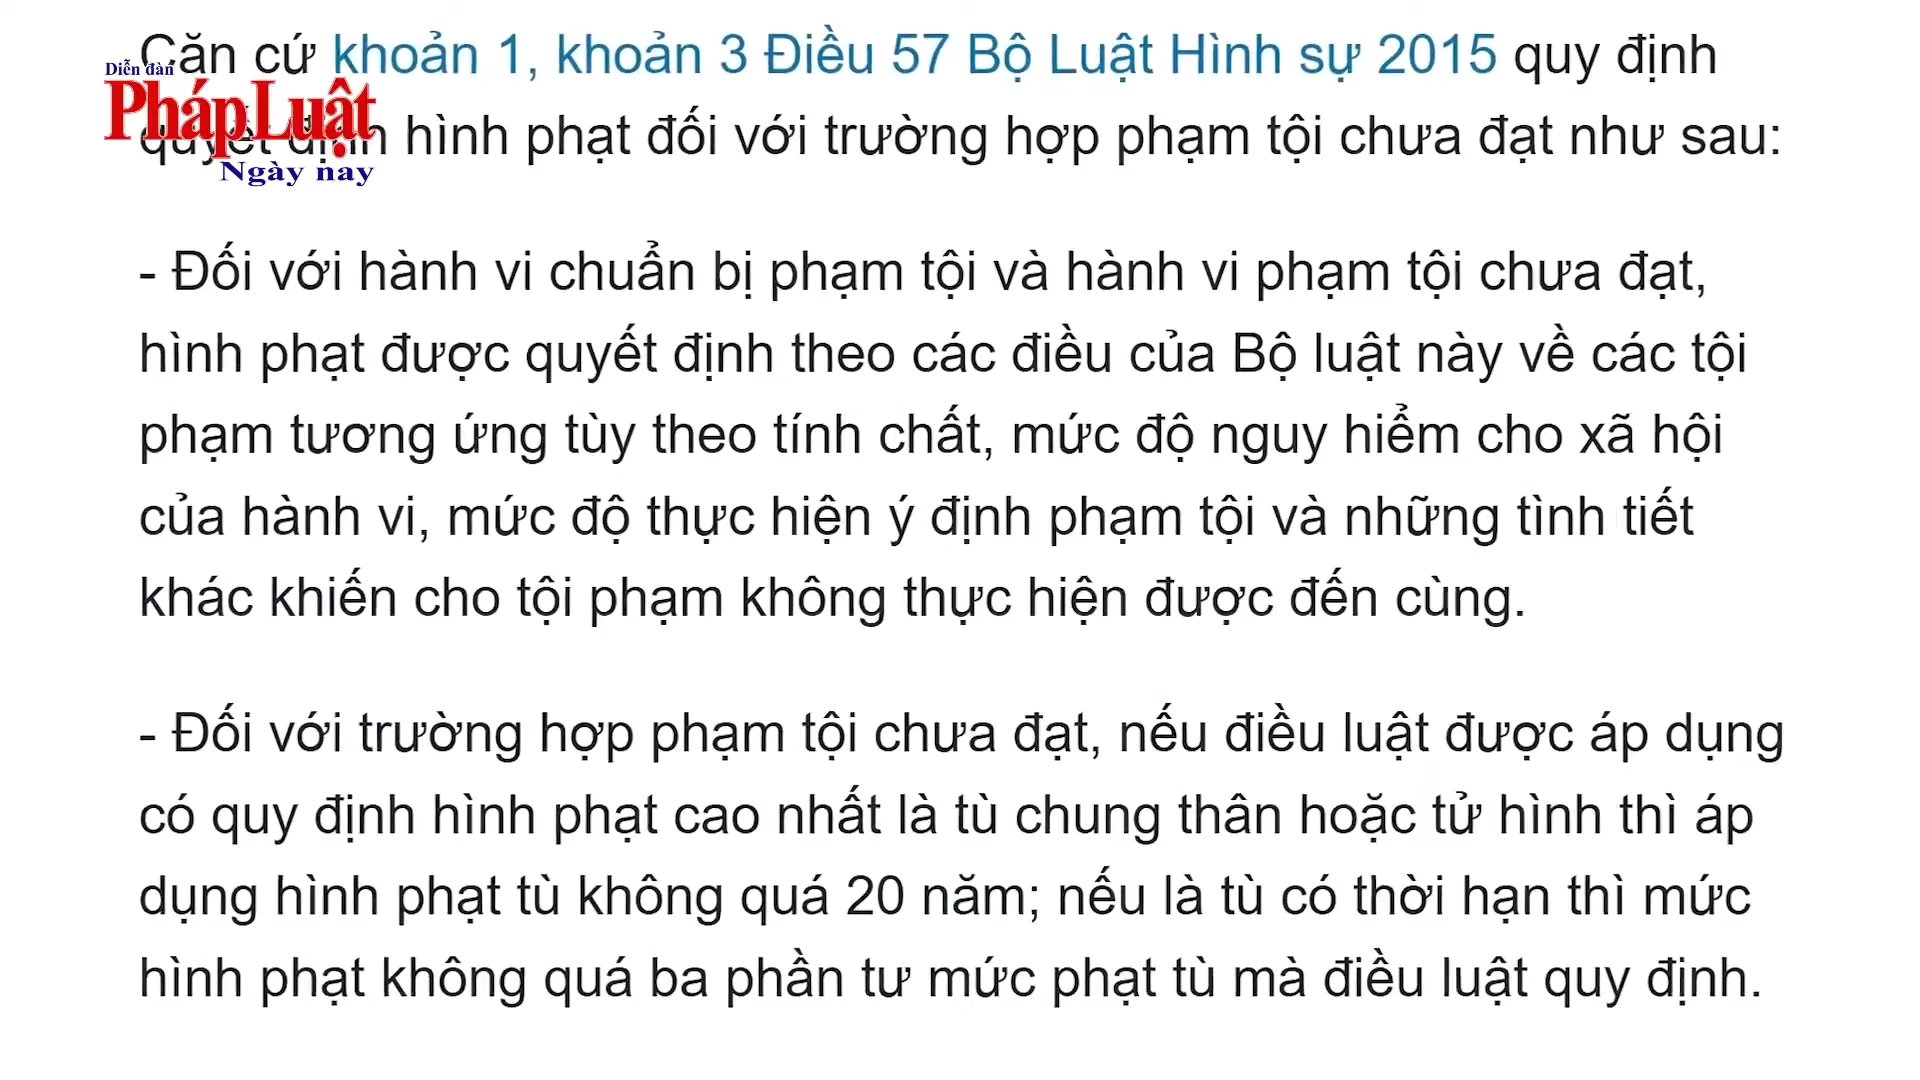 Căn cứ khoản 1, khoản 3 Điều 57 Bộ Luật Hình sự 2015 quy định
Diễn đàn
Pháp Luật
Ngày nay
quyết định hình phạt đối với trường hợp phạm tội chưa đạt như sau:
- Đối với hành vi chuẩn bị phạm tội và hành vi phạm tội chưa đạt,
hình phạt được quyết định theo các điều của Bộ luật này về các tội
phạm tương ứng tùy theo tính chất, mức độ nguy hiểm cho xã hội
của hành vi, mức độ thực hiện ý định phạm tội và những tình tiết
khác khiến cho tội phạm không thực hiện được đến cùng.
- Đối với trường hợp phạm tội chưa đạt, nếu điều luật được áp dụng
có quy định hình phạt cao nhất là tù chung thân hoặc tử hình thì áp
dụng hình phạt tù không quá 20 năm; nếu là tù có thời hạn thì mức
hình phạt không quá ba phần tư mức phạt tù mà điều luật quy định.